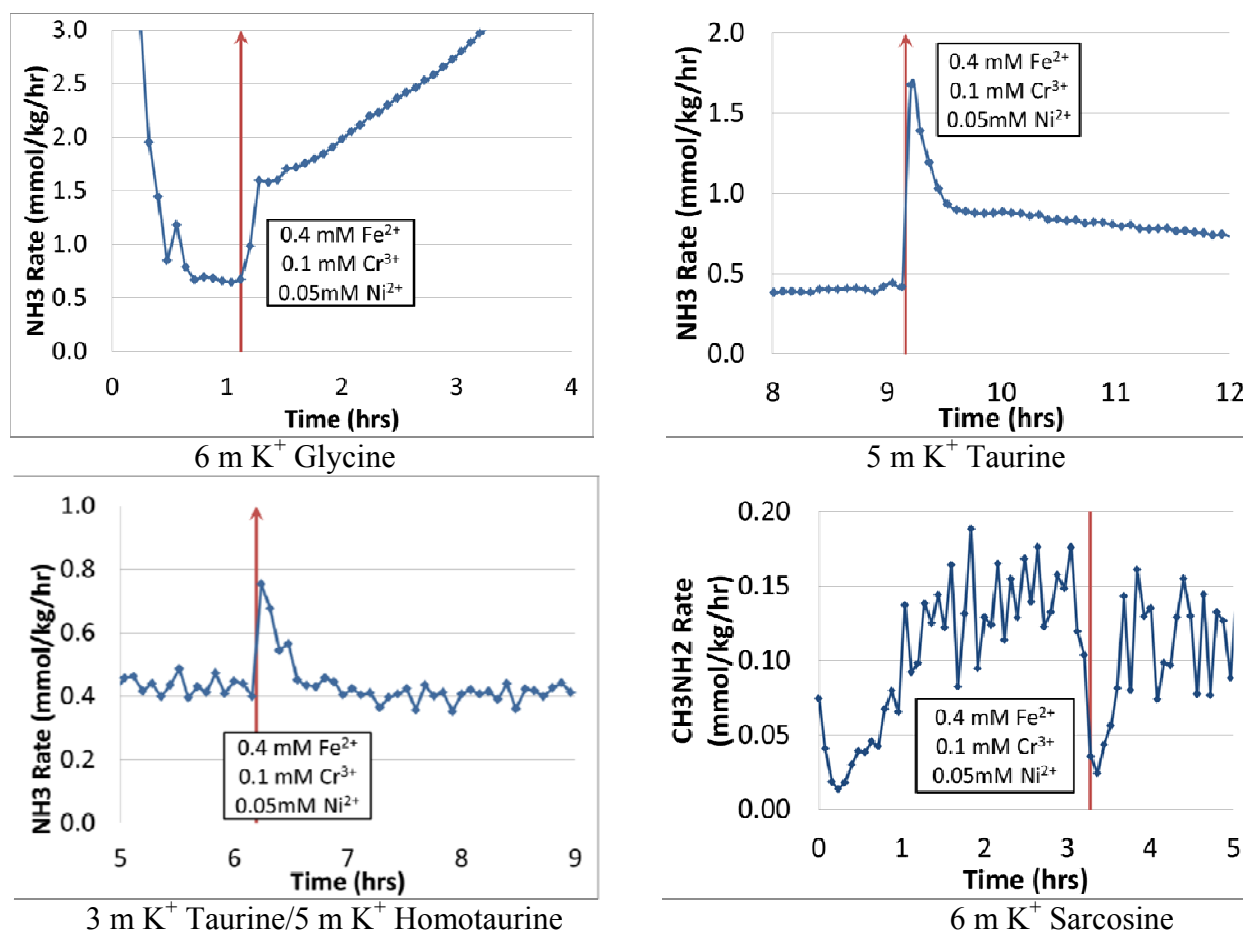 NH3 Rate (mmol/kg/hr)
3.0
2.5
2.0
1.5
1.0
0.5
0.0
0.4 mM Fe²⁺
0.1 mM Cr³⁺
0.05mM Ni²⁺
0 1 2 3 4
Time (hrs)
6 m K⁺ Glycine
NH3 Rate (mmol/kg/hr)
2.0
1.5
1.0
0.5
0.0
0.4 mM Fe²⁺
0.1 mM Cr³⁺
0.05mM Ni²⁺
8 9 10 11 12
Time (hrs)
5 m K⁺ Taurine
NH3 Rate (mmol/kg/hr)
1.0
0.8
0.6
0.4
0.2
0.0
0.4 mM Fe²⁺
0.1 mM Cr³⁺
0.05mM Ni²⁺
5 6 7 8 9
Time (hrs)
3 m K⁺ Taurine/5 m K⁺ Homotaurine
CH3NH2 Rate
(mmol/kg/hr)
0.20
0.15
0.10
0.05
0.00
0.4 mM Fe²⁺
0.1 mM Cr³⁺
0.05mM Ni²⁺
0 1 2 3 4 5
Time (hrs)
6 m K⁺ Sarcosine